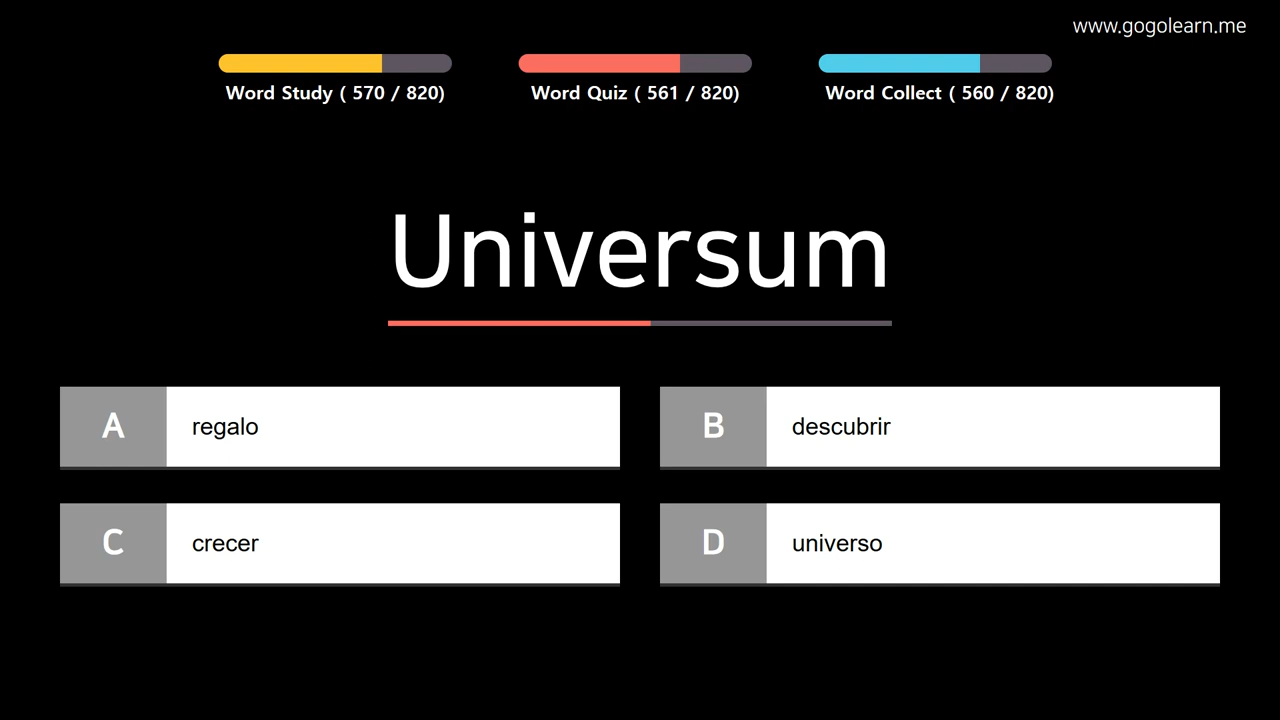 www.gogolearn.me
Word Study ( 570 / 820)
Word Quiz ( 561 / 820)
Word Collect ( 560 / 820)
Universum
A regalo
B descubrir
C crecer
D universo